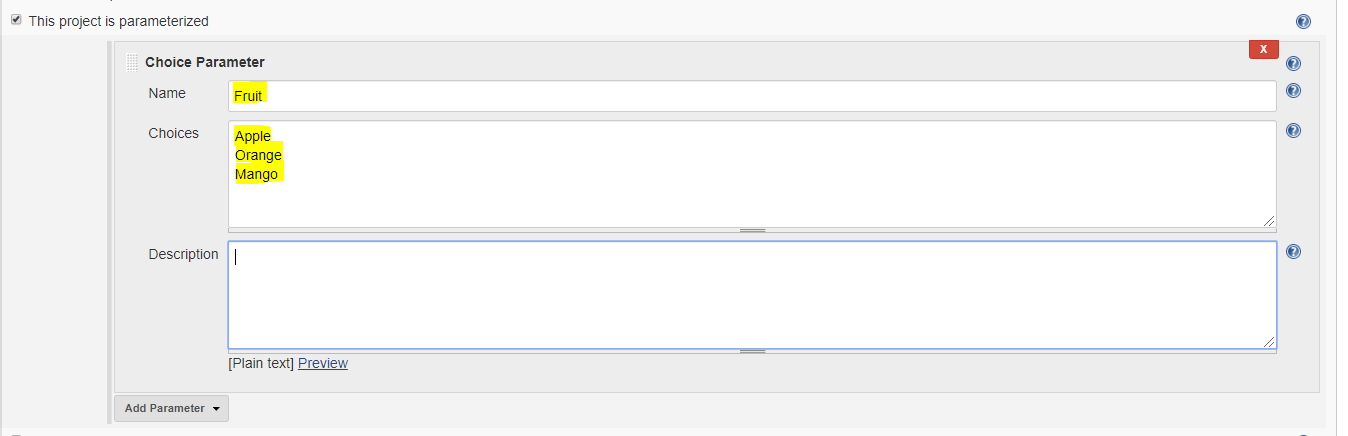 This project is parameterized
X
Choice Parameter
Name
Fruit
Choices
Apple
Orange
Mango
Description
[Plain text] Preview
Add Parameter